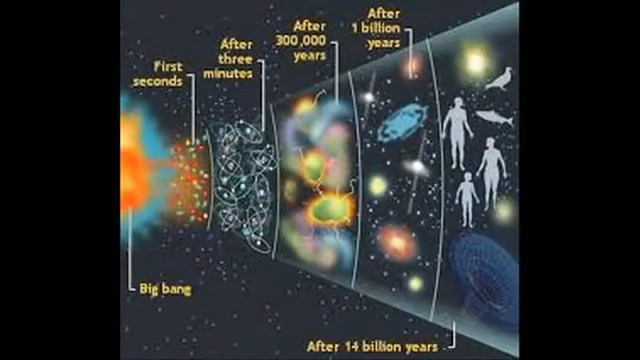 First
seconds
After
three
minutes
After
300,000
years
After
1 billion
years
Big bang
After 14 billion years